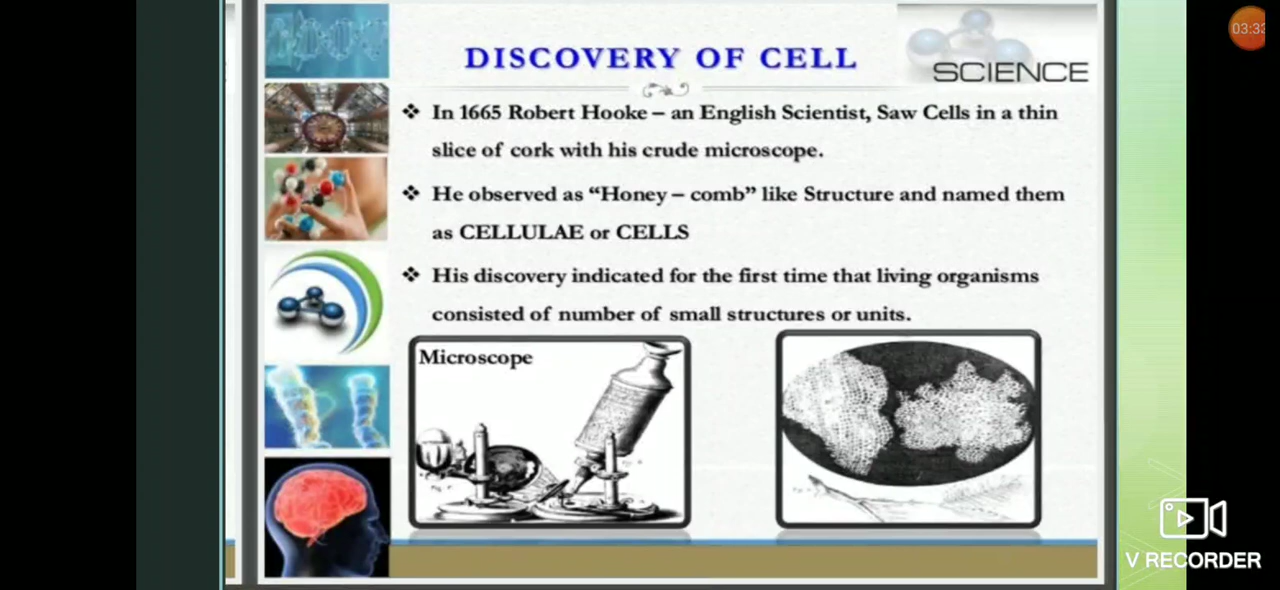 DISCOVERY OF CELL
SCIENCE
❖ In 1665 Robert Hooke – an English Scientist, Saw Cells in a thin
slice of cork with his crude microscope.
❖ He observed as “Honey – comb” like Structure and named them
as CELLULAE or CELLS
❖ His discovery indicated for the first time that living organisms
consisted of number of small structures or units.
Microscope
V RECORDER